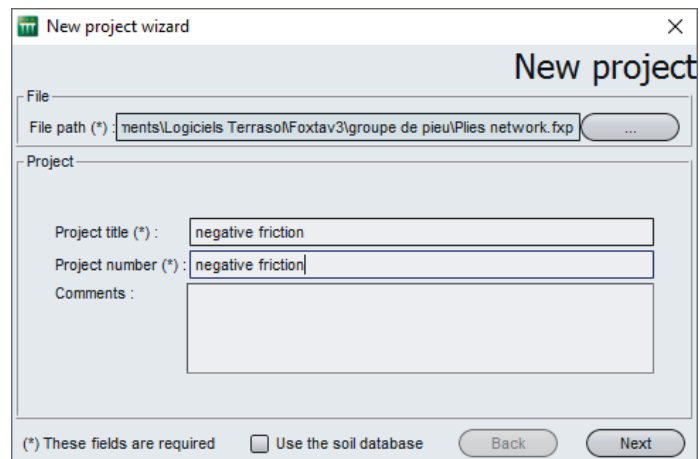 New project wizard
New project
File
File path (*) : ments\Logiciels Terrasol\Foxtav3\groupe de pieu\Plies network.fxp ...
Project
Project title (*) : negative friction
Project number (*) : negative friction
Comments :
(*) These fields are required Use the soil database Back Next